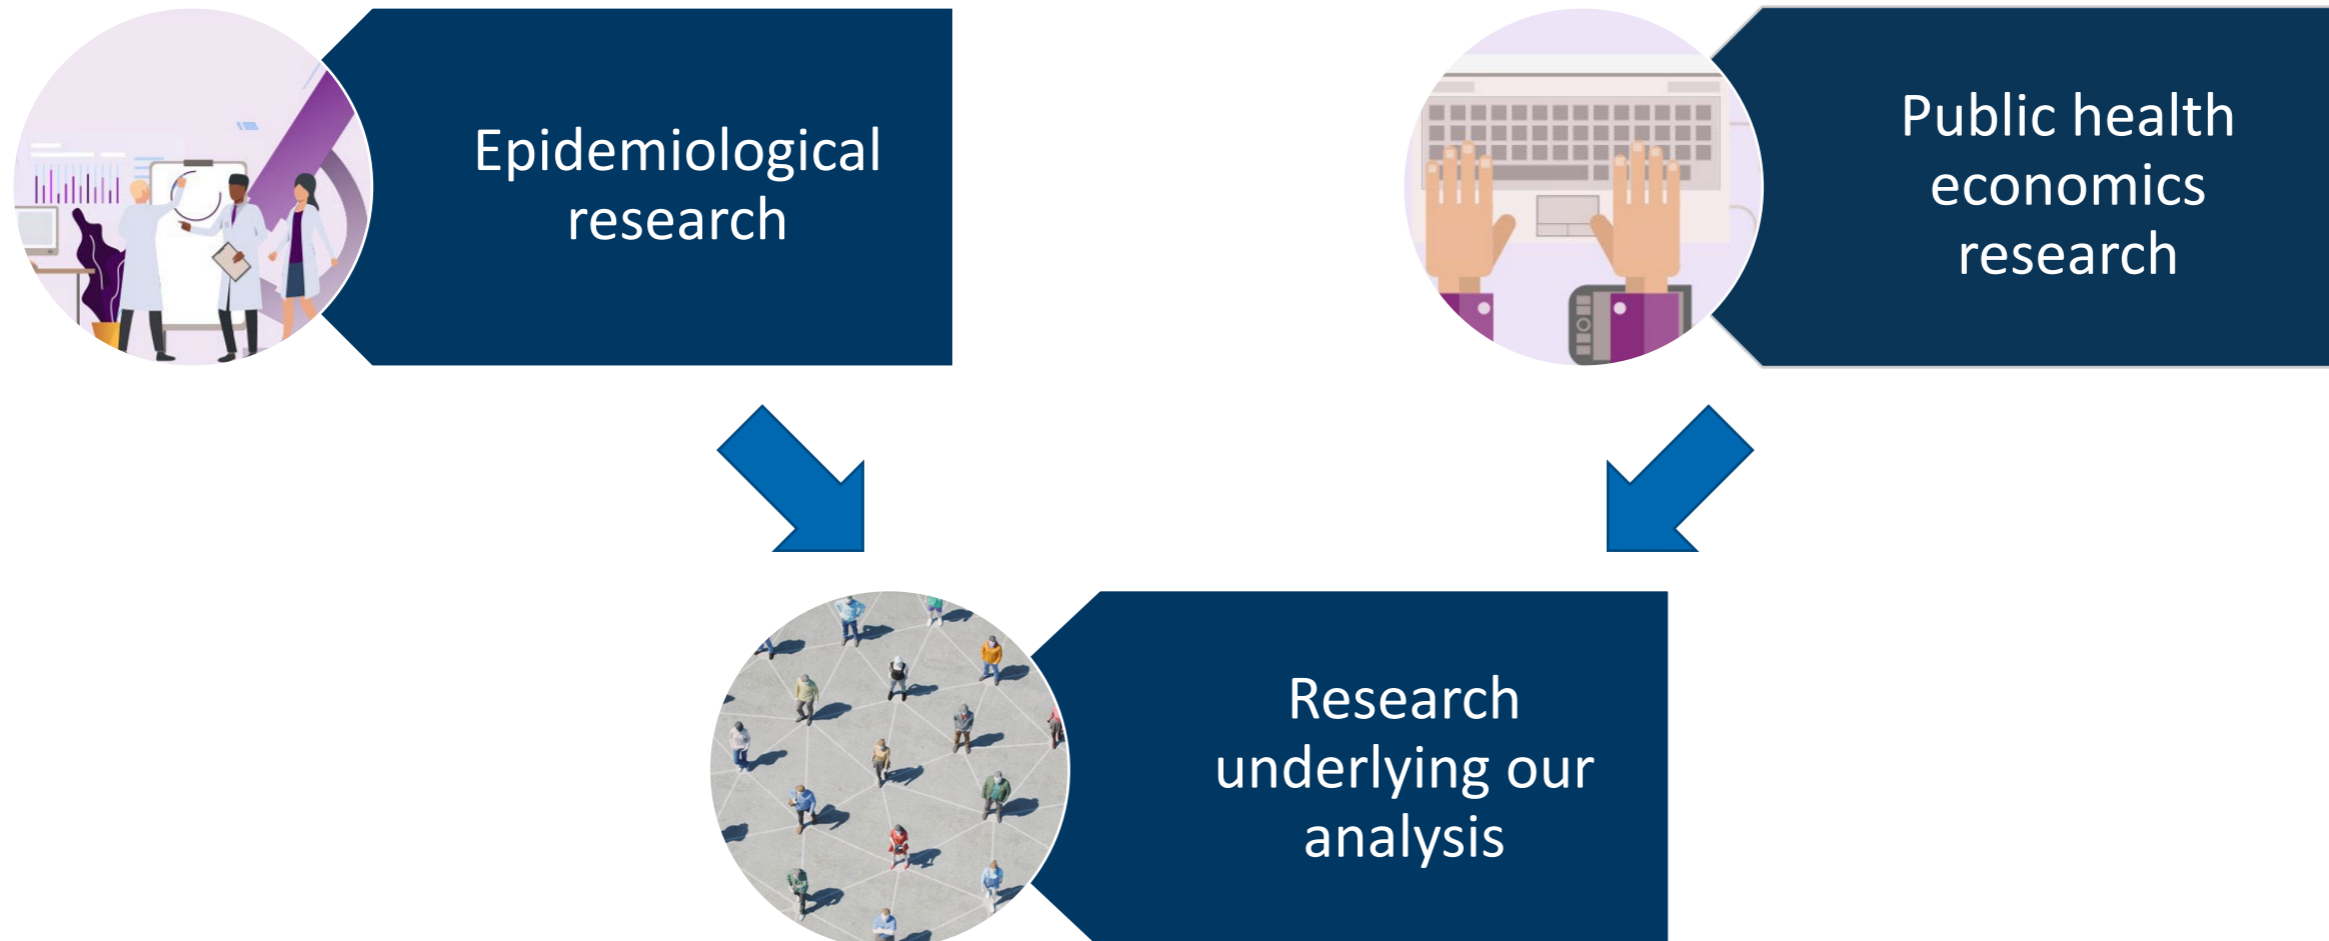 Epidemiological
research
Public health
economics
research
Research
underlying our
analysis